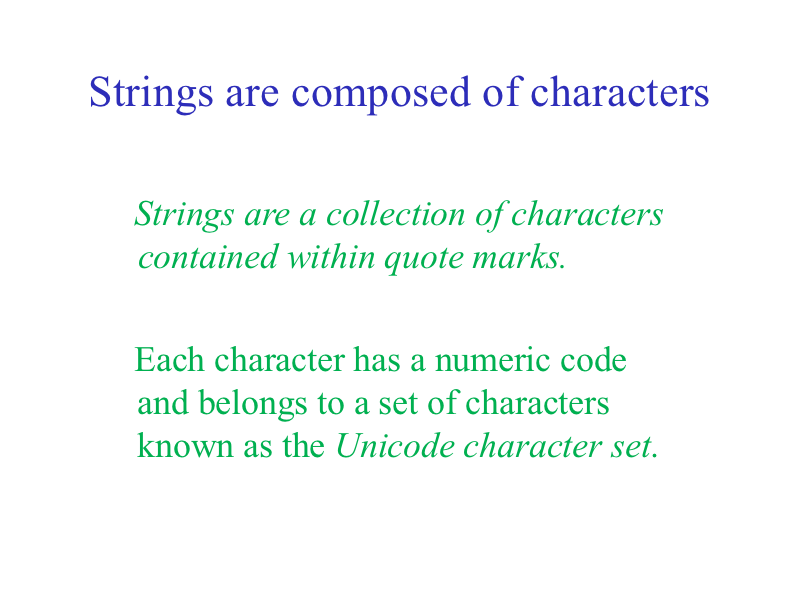 Strings are composed of characters
Strings are a collection of characters
contained within quote marks.
Each character has a numeric code
and belongs to a set of characters
known as the Unicode character set.